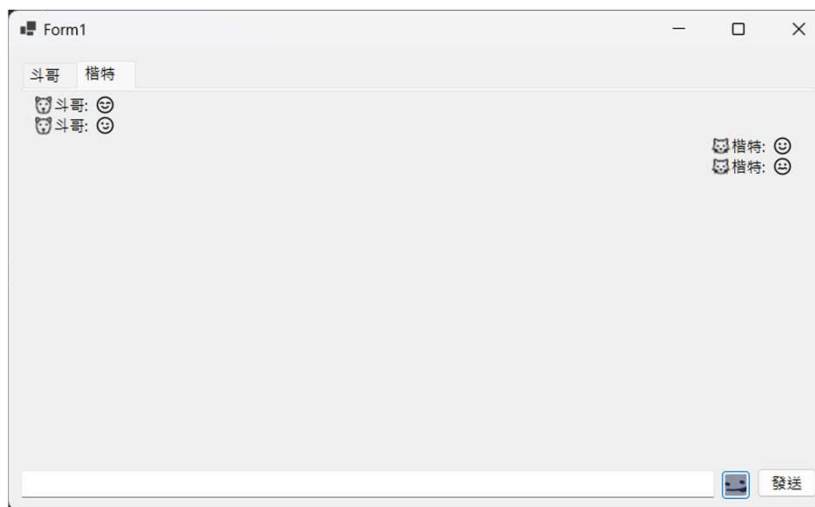 Form1
斗哥 楷特
🐶斗哥: 😊
🐶斗哥: 😉
🐱楷特: 🙂
🐱楷特: 😐
發送